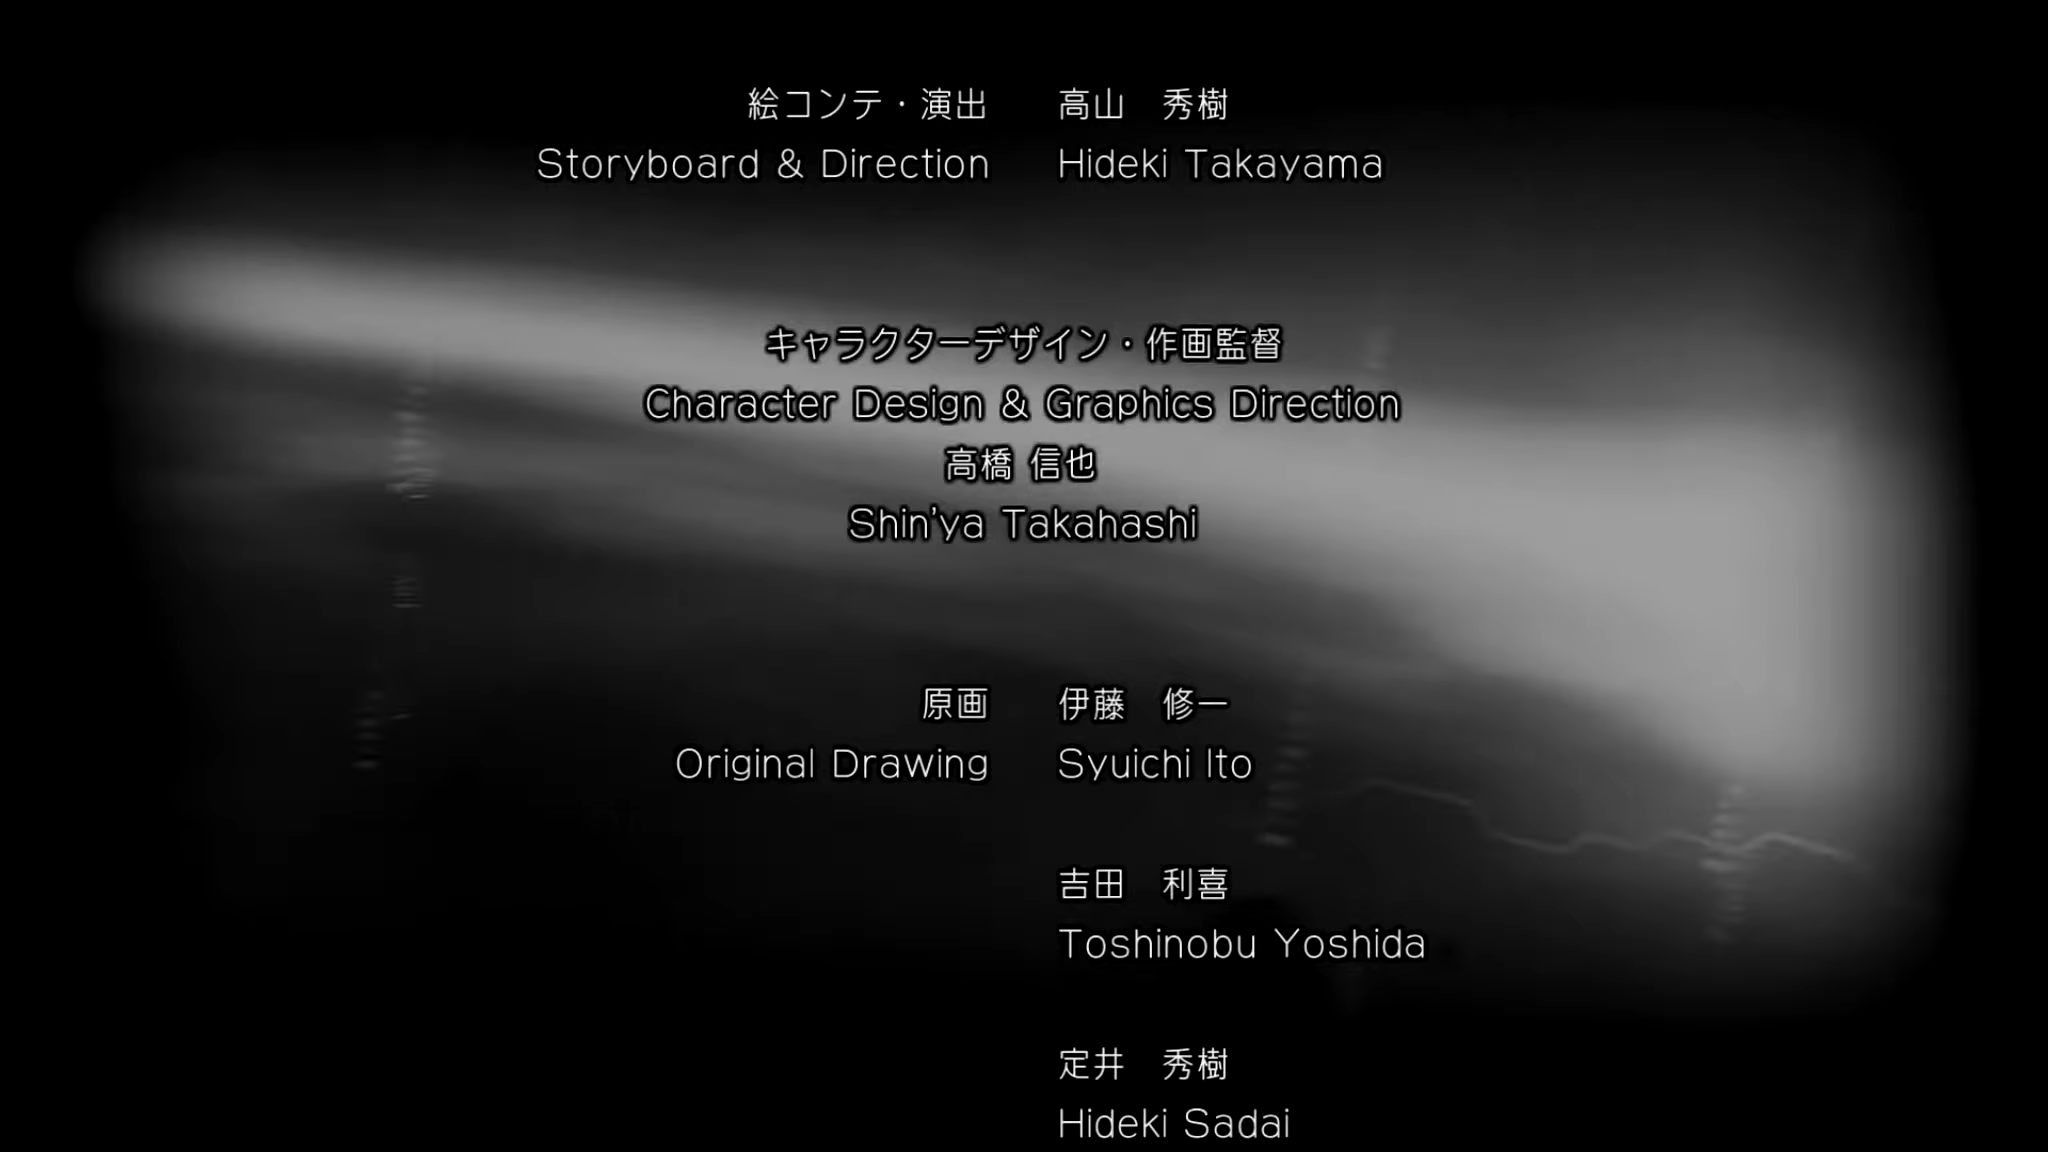 絵コンテ・演出　高山　秀樹
Storyboard & Direction　Hideki Takayama
キャラクターデザイン・作画監督
Character Design & Graphics Direction
高橋 信也
Shin'ya Takahashi
原画　伊藤　修一
Original Drawing　Syuichi Ito
吉田　利喜
Toshinobu Yoshida
定井　秀樹
Hideki Sadai